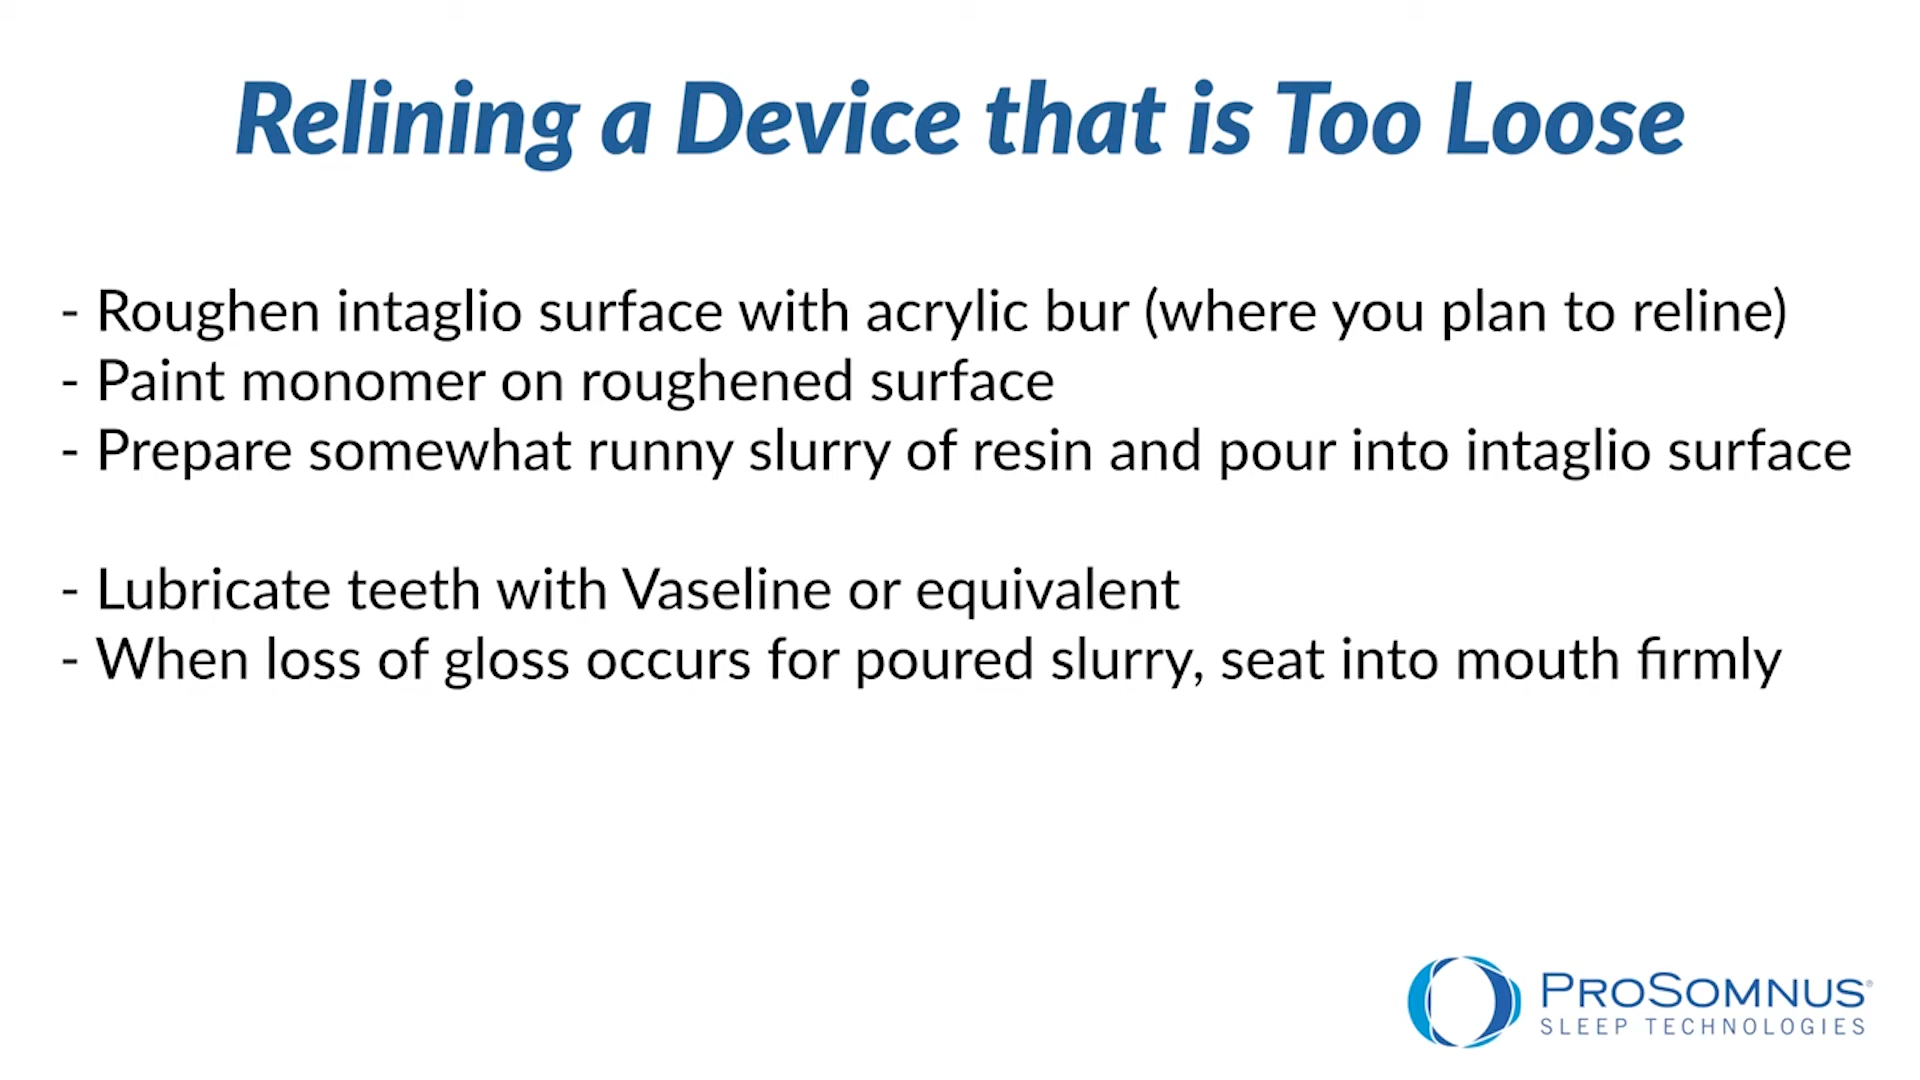 Relining a Device that is Too Loose
- Roughen intaglio surface with acrylic bur (where you plan to reline)
- Paint monomer on roughened surface
- Prepare somewhat runny slurry of resin and pour into intaglio surface
- Lubricate teeth with Vaseline or equivalent
- When loss of gloss occurs for poured slurry, seat into mouth firmly
PROSOMNUS®
SLEEP TECHNOLOGIES